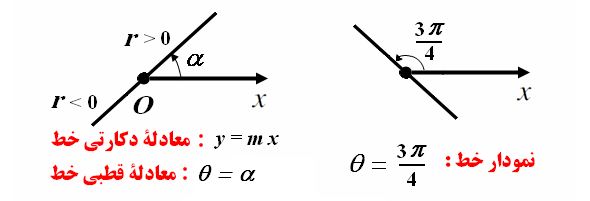 r > 0
α
r < 0
O
x
معادلهٔ دکارتی خط : y = m x
معادلهٔ قطبی خط : θ = α
3π/4
x
نمودار خط : θ = 3π/4